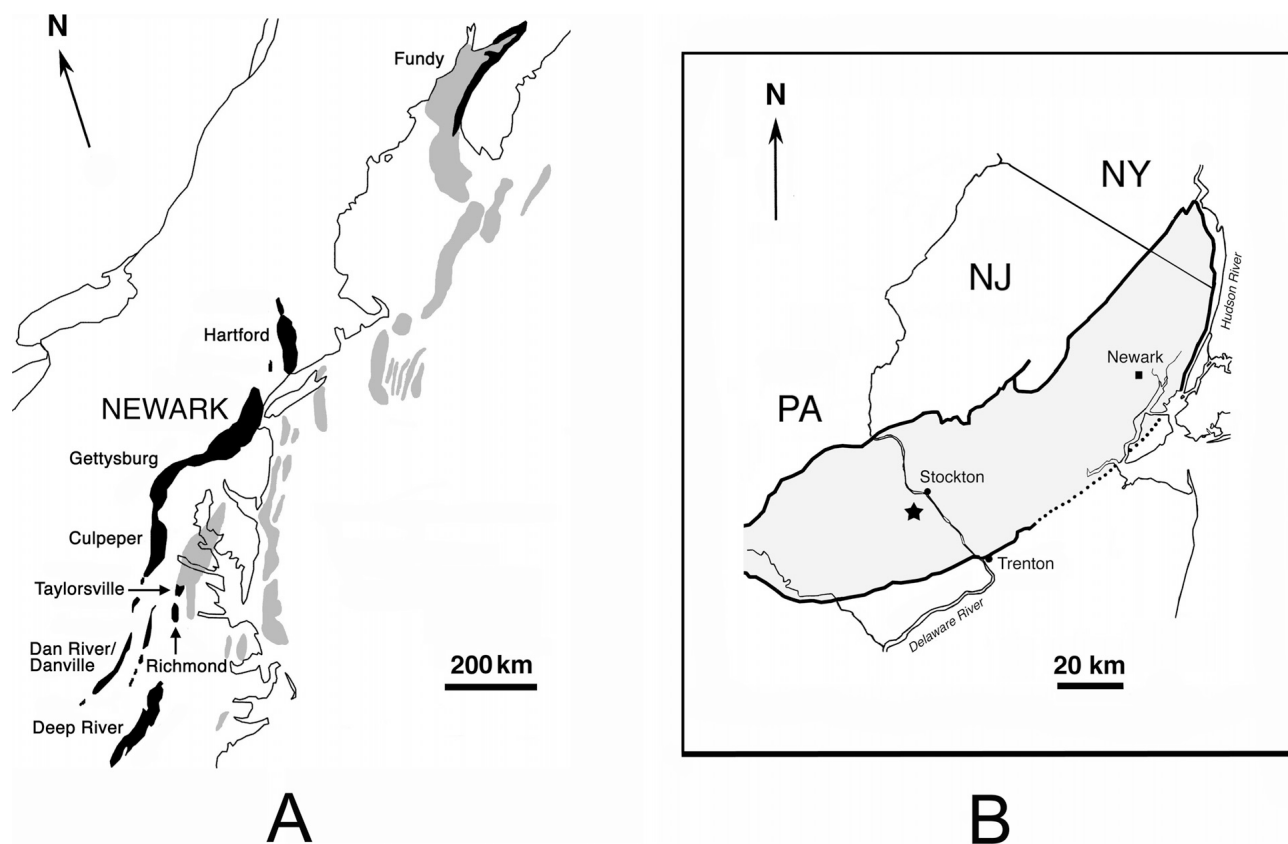 N
Fundy
Hartford
NEWARK
Gettysburg
Culpeper
Taylorsville
Dan River/
Danville
Richmond
Deep River
200 km
A
N
NY
NJ
Hudson River
Newark
PA
Stockton
Trenton
Delaware River
20 km
B